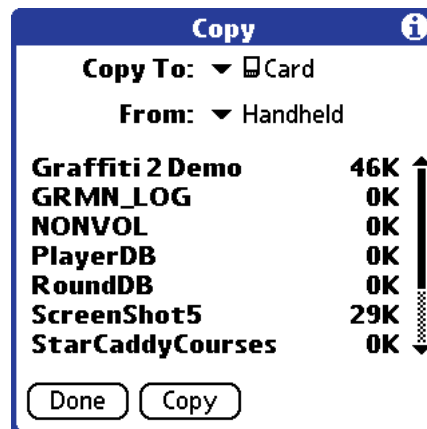 Copy
Copy To: Card
From: Handheld
Graffiti 2 Demo 46K
GRMN_LOG 0K
NONVOL 0K
PlayerDB 0K
RoundDB 0K
ScreenShot5 29K
StarCaddyCourses 0K
Done Copy